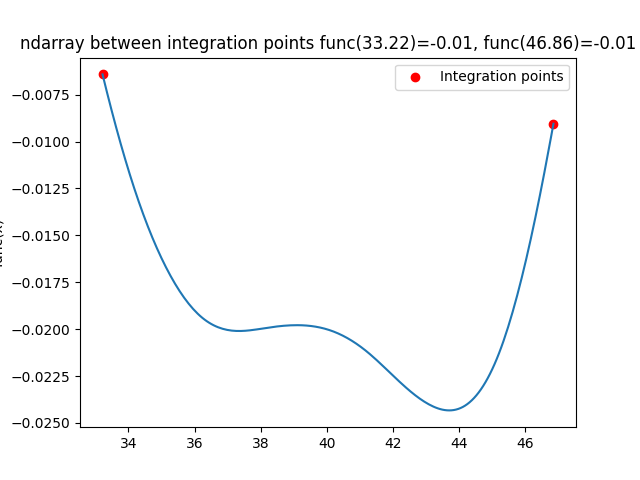 ndarray between integration points func(33.22)=-0.01, func(46.86)=-0.01
Integration points
−0.0075
−0.0100
−0.0125
−0.0150
−0.0175
−0.0200
−0.0225
−0.0250
34 36 38 40 42 44 46